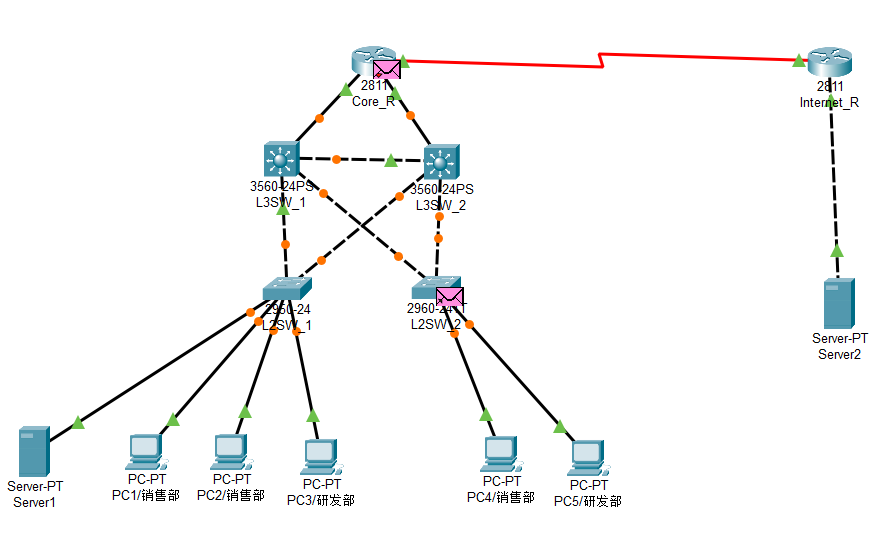 2811
Core_R
2811
Internet_R
3560-24PS
L3SW_1
3560-24PS
L3SW_2
2960-24
L2SW_1
L2SW_2
Server-PT
Server2
Server-PT
Server1
PC-PT
PC1/销售部
PC-PT
PC2/销售部
PC-PT
PC3/研发部
PC-PT
PC4/销售部
PC-PT
PC5/研发部